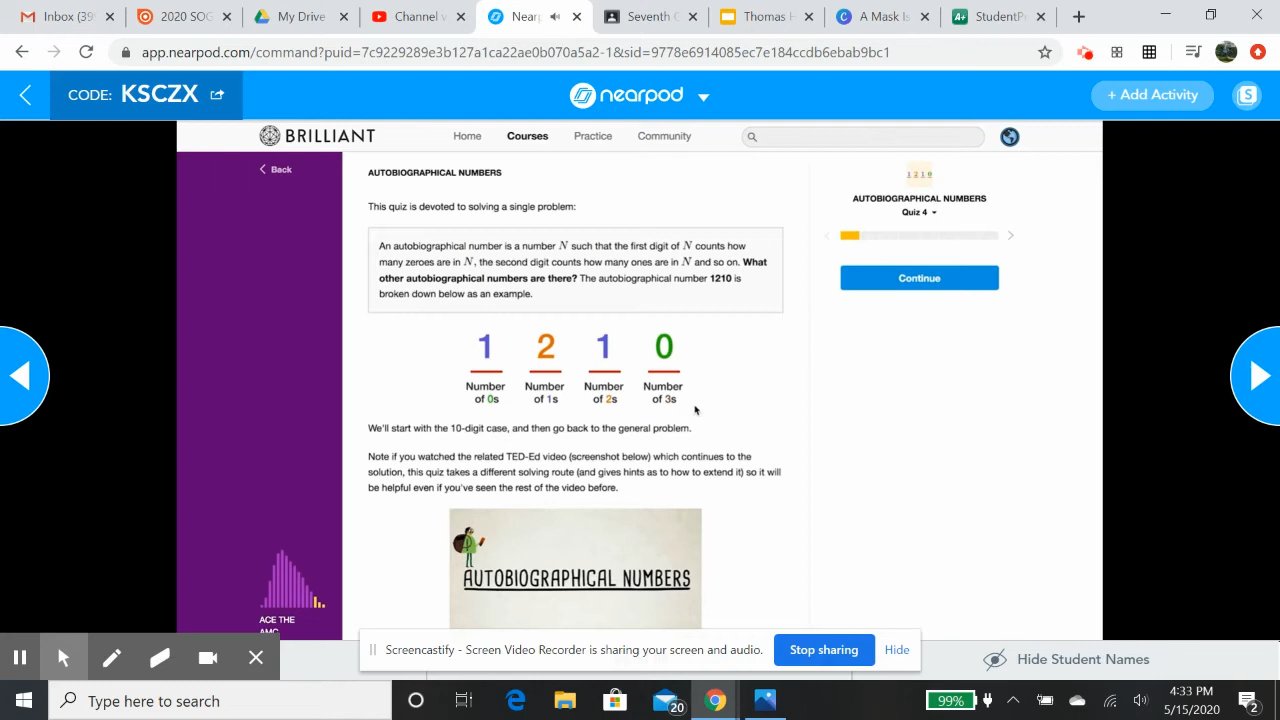 Inbox (39
2020 SOG
My Drive
Channel v
Nearp
Seventh C
Thomas E
A Mask Is
StudentPr
app.nearpod.com/command?puid=7c9229289e3b127a1ca22ae0b070a5a2-1&sid=9778e6914085ec7e184ccdb6ebab9bc1
CODE: KSCZX
nearpod
+ Add Activity
S
BRILLIANT
Home Courses Practice Community
Back
AUTOBIOGRAPHICAL NUMBERS
This quiz is devoted to solving a single problem:
An autobiographical number is a number N such that the first digit of N counts how
many zeroes are in N, the second digit counts how many ones are in N and so on. What
other autobiographical numbers are there? The autobiographical number 1210 is
broken down below as an example.
1 2 1 0
Number Number Number Number
of 0s of 1s of 2s of 3s
We'll start with the 10-digit case, and then go back to the general problem.
Note if you watched the related TED-Ed video (screenshot below) which continues to the
solution, this quiz takes a different solving route (and gives hints as to how to extend it) so it will
be helpful even if you've seen the rest of the video before.
AUTOBIOGRAPHICAL NUMBERS
1 2 1 0
AUTOBIOGRAPHICAL NUMBERS
Quiz 4
Continue
ACE THE
AMC
Screencastify - Screen Video Recorder is sharing your screen and audio.
Stop sharing
Hide
Hide Student Names
Type here to search
20
99%
4:33 PM
5/15/2020
2